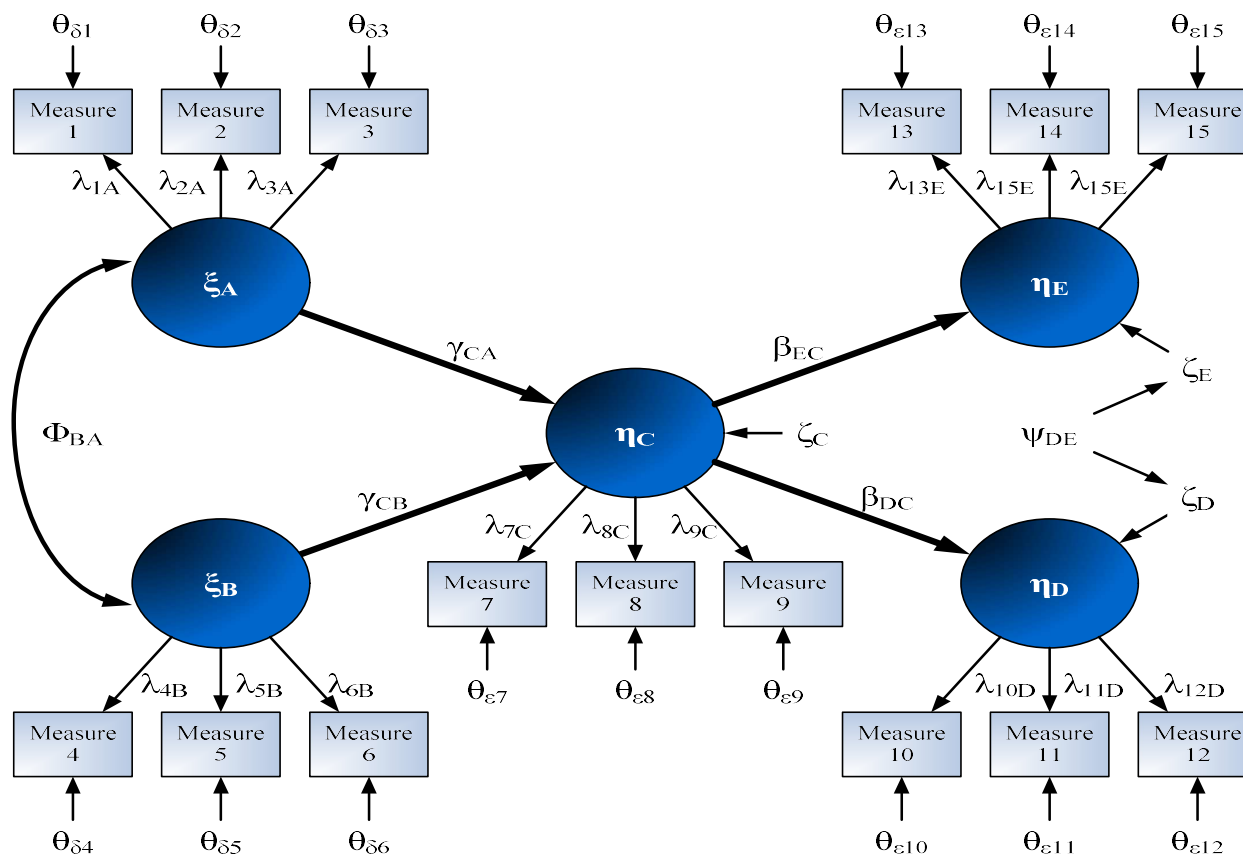 θδ1 θδ2 θδ3 θε13 θε14 θε15
Measure 1
Measure 2
Measure 3
Measure 13
Measure 14
Measure 15
λ1A λ2A λ3A λ13E λ15E λ15E
ξA
ηE
γCA
βEC
ζE
ΦBA
ηC
ζC
ψDE
γCB
βDC
ζD
λ7C λ8C λ9C
ξB
Measure 7
Measure 8
Measure 9
ηD
λ4B λ5B λ6B
θε7 θε8 θε9
λ10D λ11D λ12D
Measure 4
Measure 5
Measure 6
Measure 10
Measure 11
Measure 12
θδ4 θδ5 θδ6 θε10 θε11 θε12